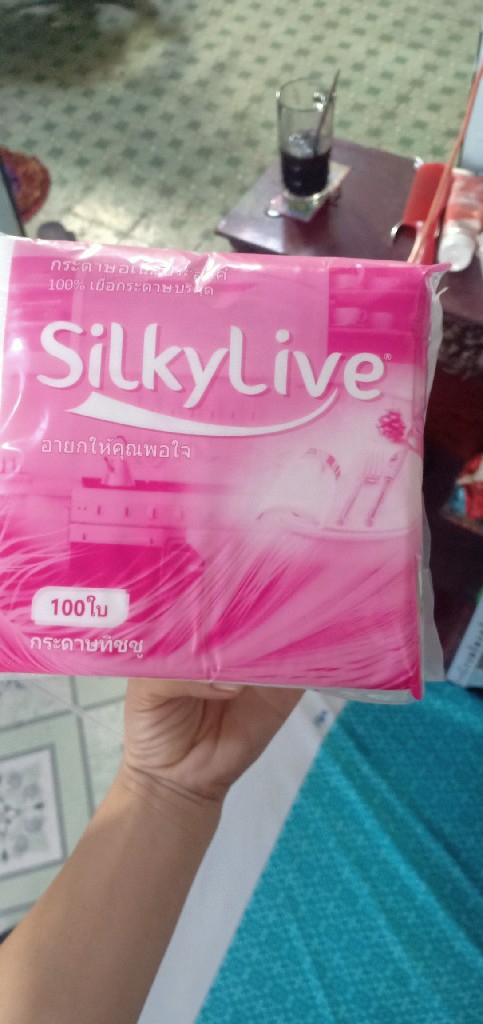 100% เยื่อกระดาษบริสุทธิ์
SilkyLive®
อายกให้คุณพอใจ
100ใบ
กระดาษทิชชู